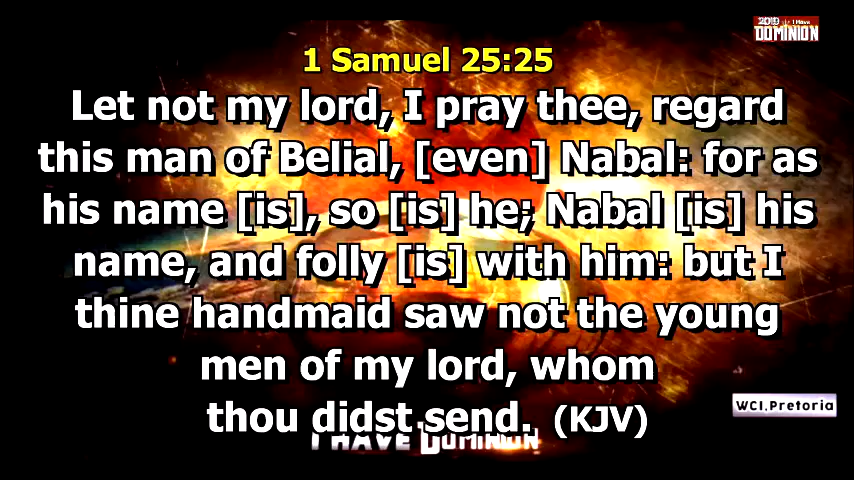 2019 I Have
DOMINION
1 Samuel 25:25
Let not my lord, I pray thee, regard
this man of Belial, [even] Nabal: for as
his name [is], so [is] he; Nabal [is] his
name, and folly [is] with him: but I
thine handmaid saw not the young
men of my lord, whom
thou didst send. (KJV)
WCI,Pretoria
I HAVE DOMINION